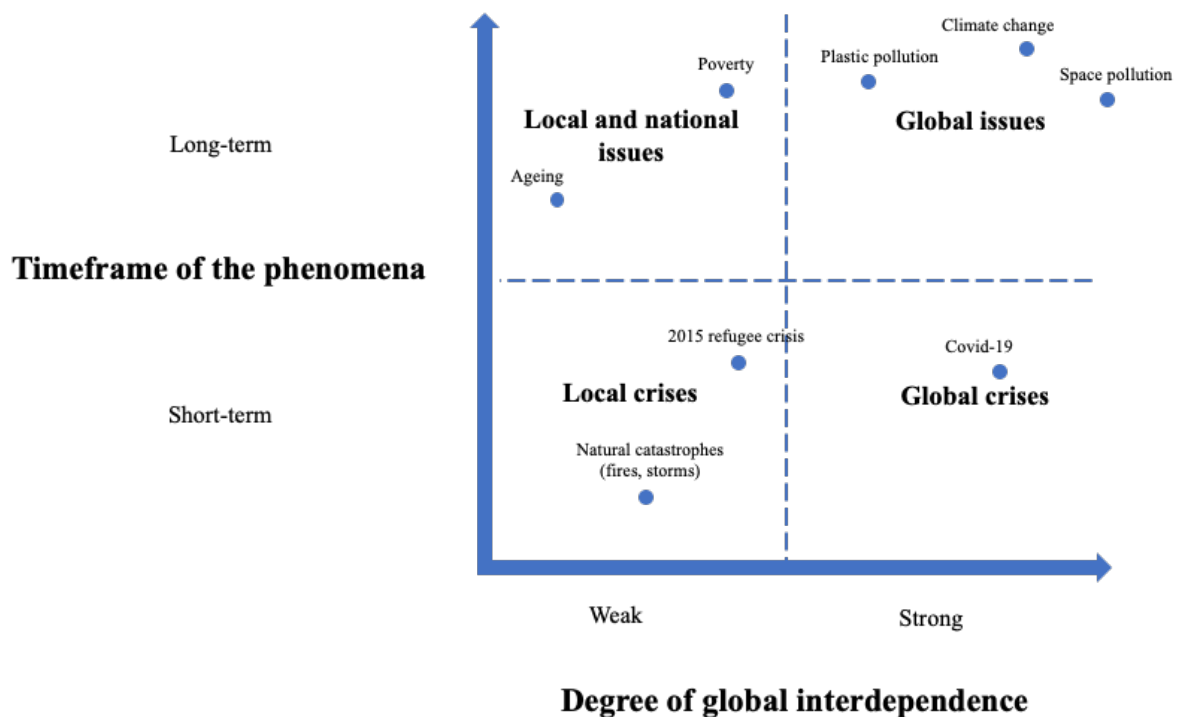 Climate change
Plastic pollution
Poverty
Space pollution
Local and national
issues
Global issues
Long-term
Ageing
Timeframe of the phenomena
2015 refugee crisis
Covid-19
Local crises
Global crises
Short-term
Natural catastrophes
(fires, storms)
Weak
Strong
Degree of global interdependence